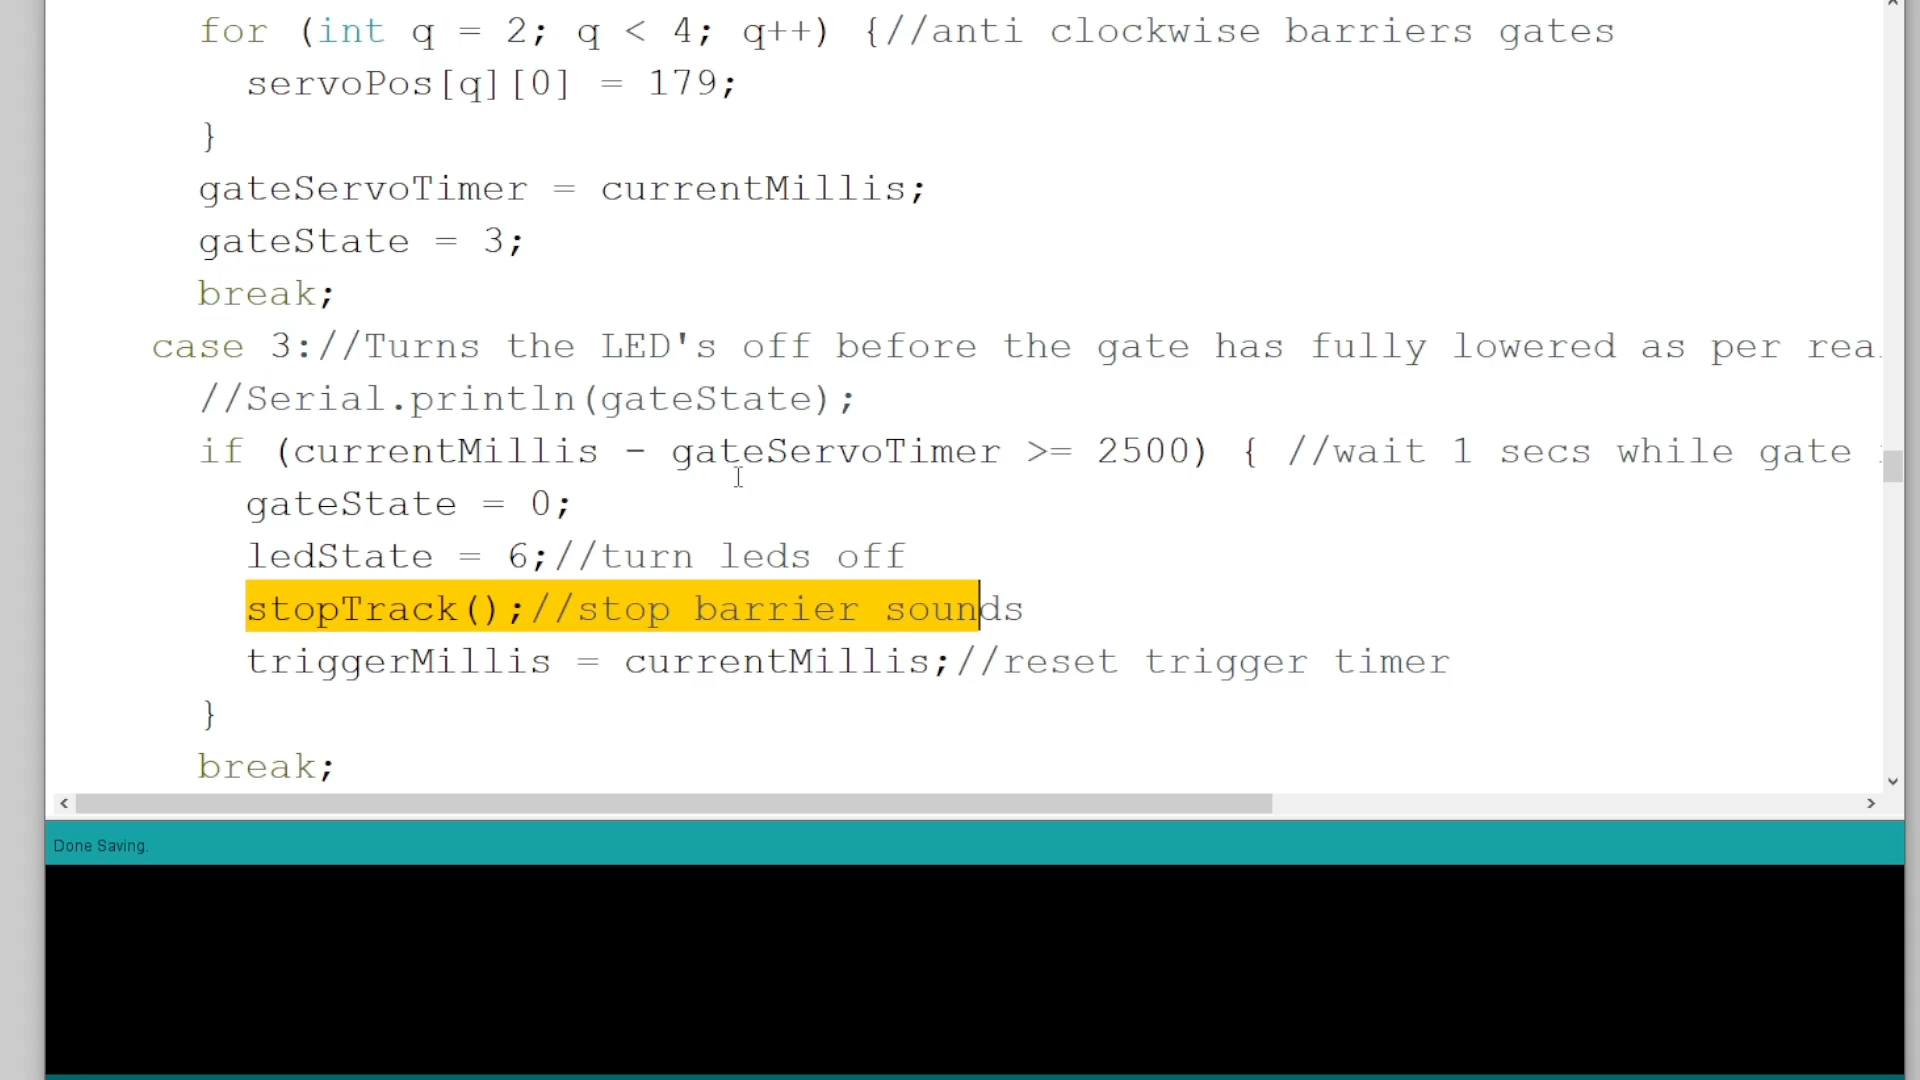 for (int q = 2; q < 4; q++) {//anti clockwise barriers gates
servoPos[q][0] = 179;
}
gateServoTimer = currentMillis;
gateState = 3;
break;
case 3://Turns the LED's off before the gate has fully lowered as per
//Serial.println(gateState);
if (currentMillis - gateServoTimer >= 2500) { //wait 1 secs while gate
gateState = 0;
ledState = 6;//turn leds off
stopTrack();//stop barrier sounds
triggerMillis = currentMillis;//reset trigger timer
}
break;
Done Saving.